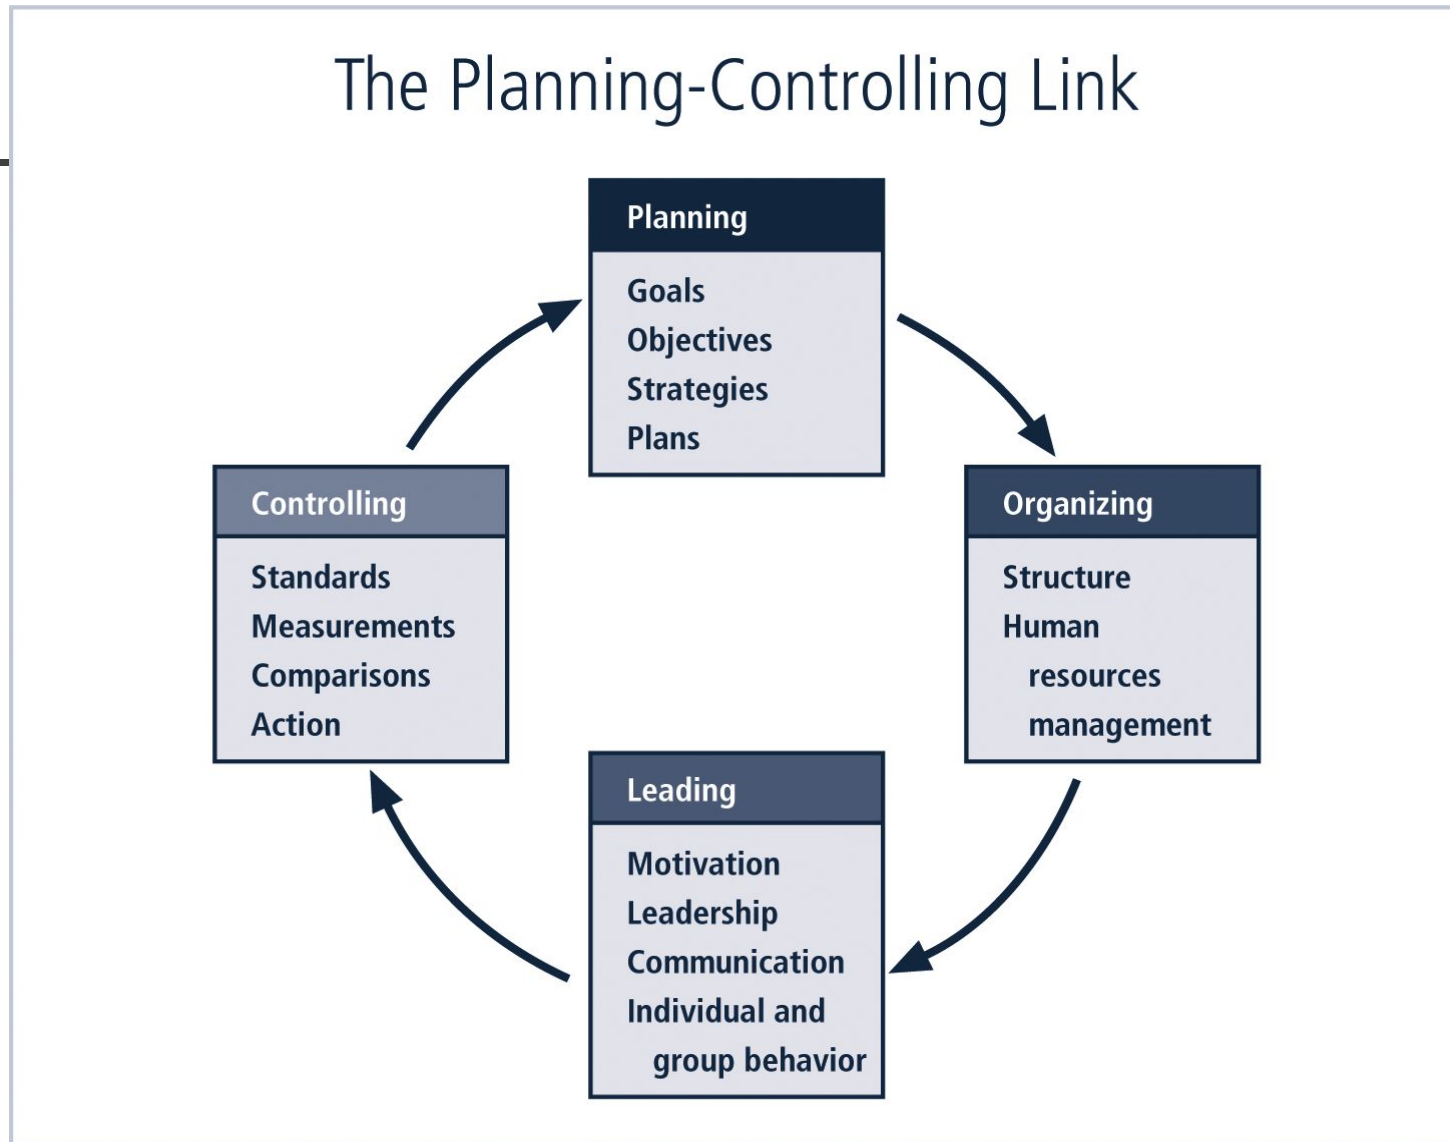 The Planning-Controlling Link
Planning
Goals
Objectives
Strategies
Plans
Controlling
Standards
Measurements
Comparisons
Action
Organizing
Structure
Human
resources
management
Leading
Motivation
Leadership
Communication
Individual and
group behavior